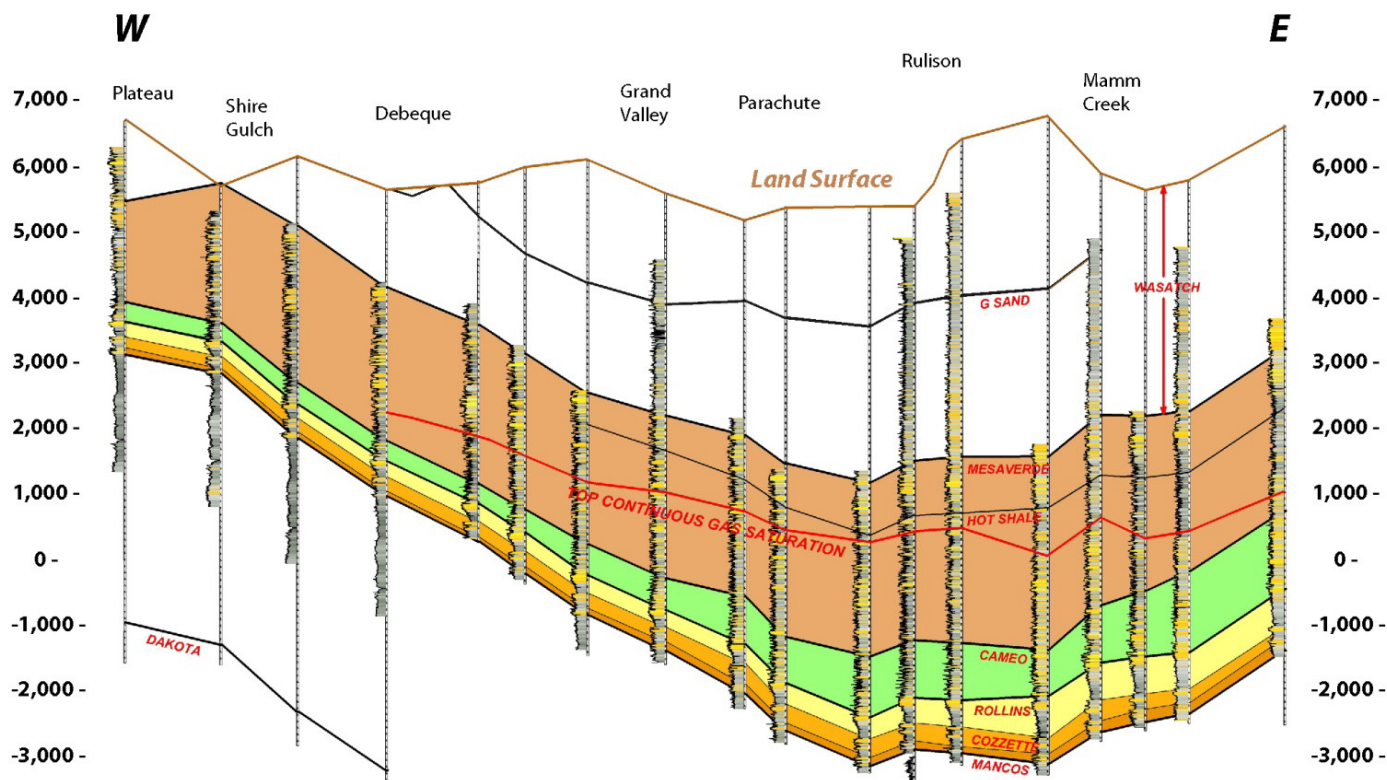 W
E
Rulison
Plateau
Shire
Gulch
Debeque
Grand
Valley
Parachute
Mamm
Creek
7,000 -
7,000 -
6,000 -
6,000 -
Land Surface
5,000 -
5,000 -
WASATCH
4,000 -
G SAND
4,000 -
3,000 -
3,000 -
2,000 -
2,000 -
MESAVERDE
1,000 -
TOP CONTINUOUS GAS SATURATION
HOT SHALE
1,000 -
0 -
0 -
-1,000 -
DAKOTA
-1,000 -
CAMEO
-2,000 -
ROLLINS
-2,000 -
COZZETTE
-3,000 -
MANCOS
-3,000 -